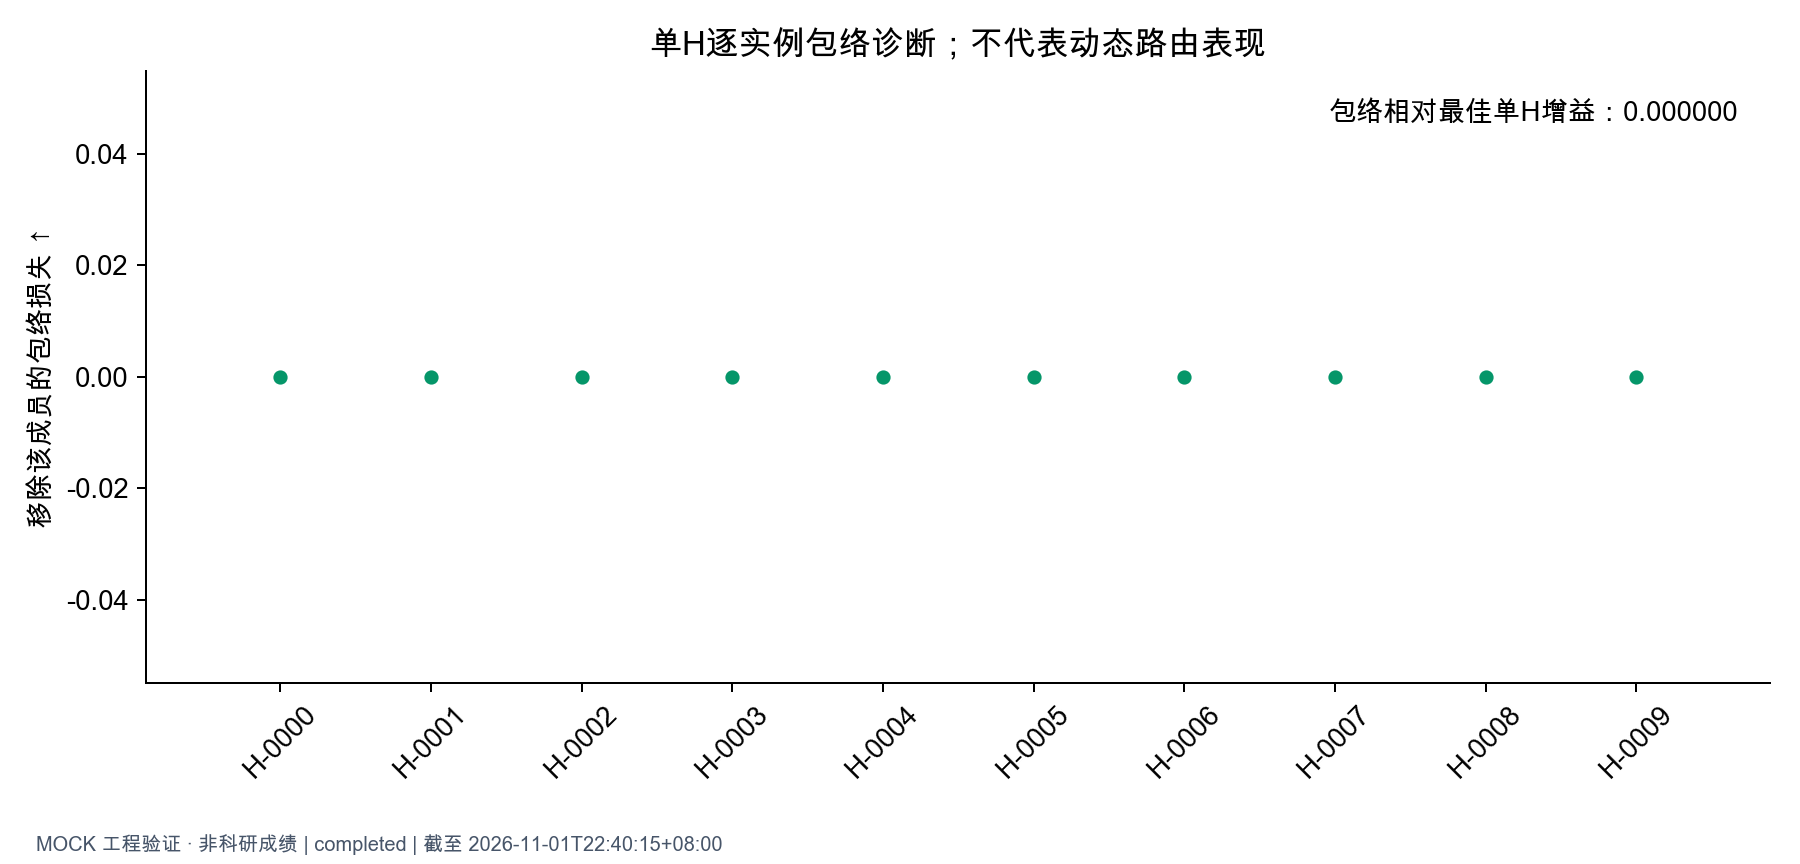 单H逐实例包络诊断；不代表动态路由表现
包络相对最佳单H增益：0.000000
移除该成员的包络损失 ↑
0.04
0.02
0.00
-0.02
-0.04
H-0000
H-0001
H-0002
H-0003
H-0004
H-0005
H-0006
H-0007
H-0008
H-0009
MOCK 工程验证 · 非科研成绩 | completed | 截至 2026-11-01T22:40:15+08:00